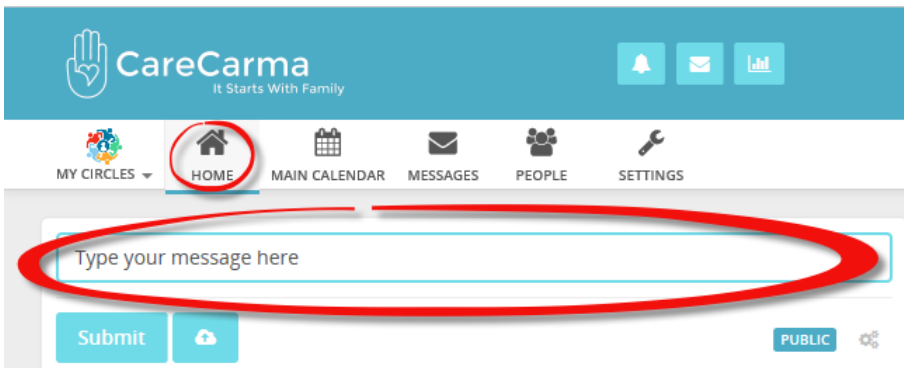 CareCarma
It Starts With Family
MY CIRCLES
HOME
MAIN CALENDAR
MESSAGES
PEOPLE
SETTINGS
Type your message here
Submit
PUBLIC